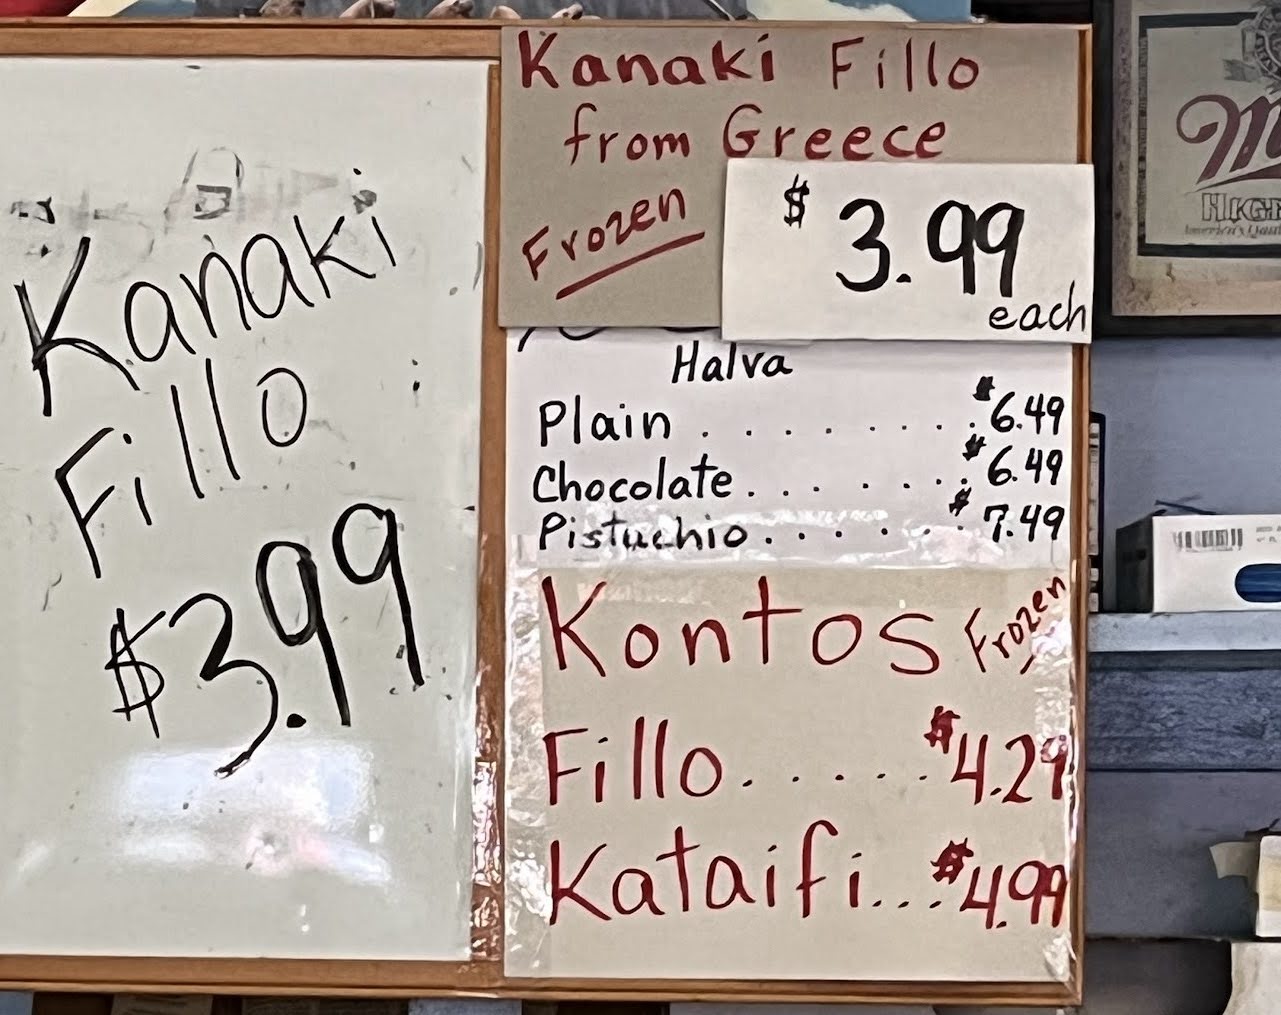 Kanaki
Fillo
$3.99
Kanaki Fillo
from Greece
Frozen
$3.99
each
Halva
Plain . . . . . . . . $6.49
Chocolate . . . . . . . $6.49
Pistachio . . . . . . $7.49
Kontos Frozen
Fillo . . . . . . $4.29
Kataifi . . . $4.99